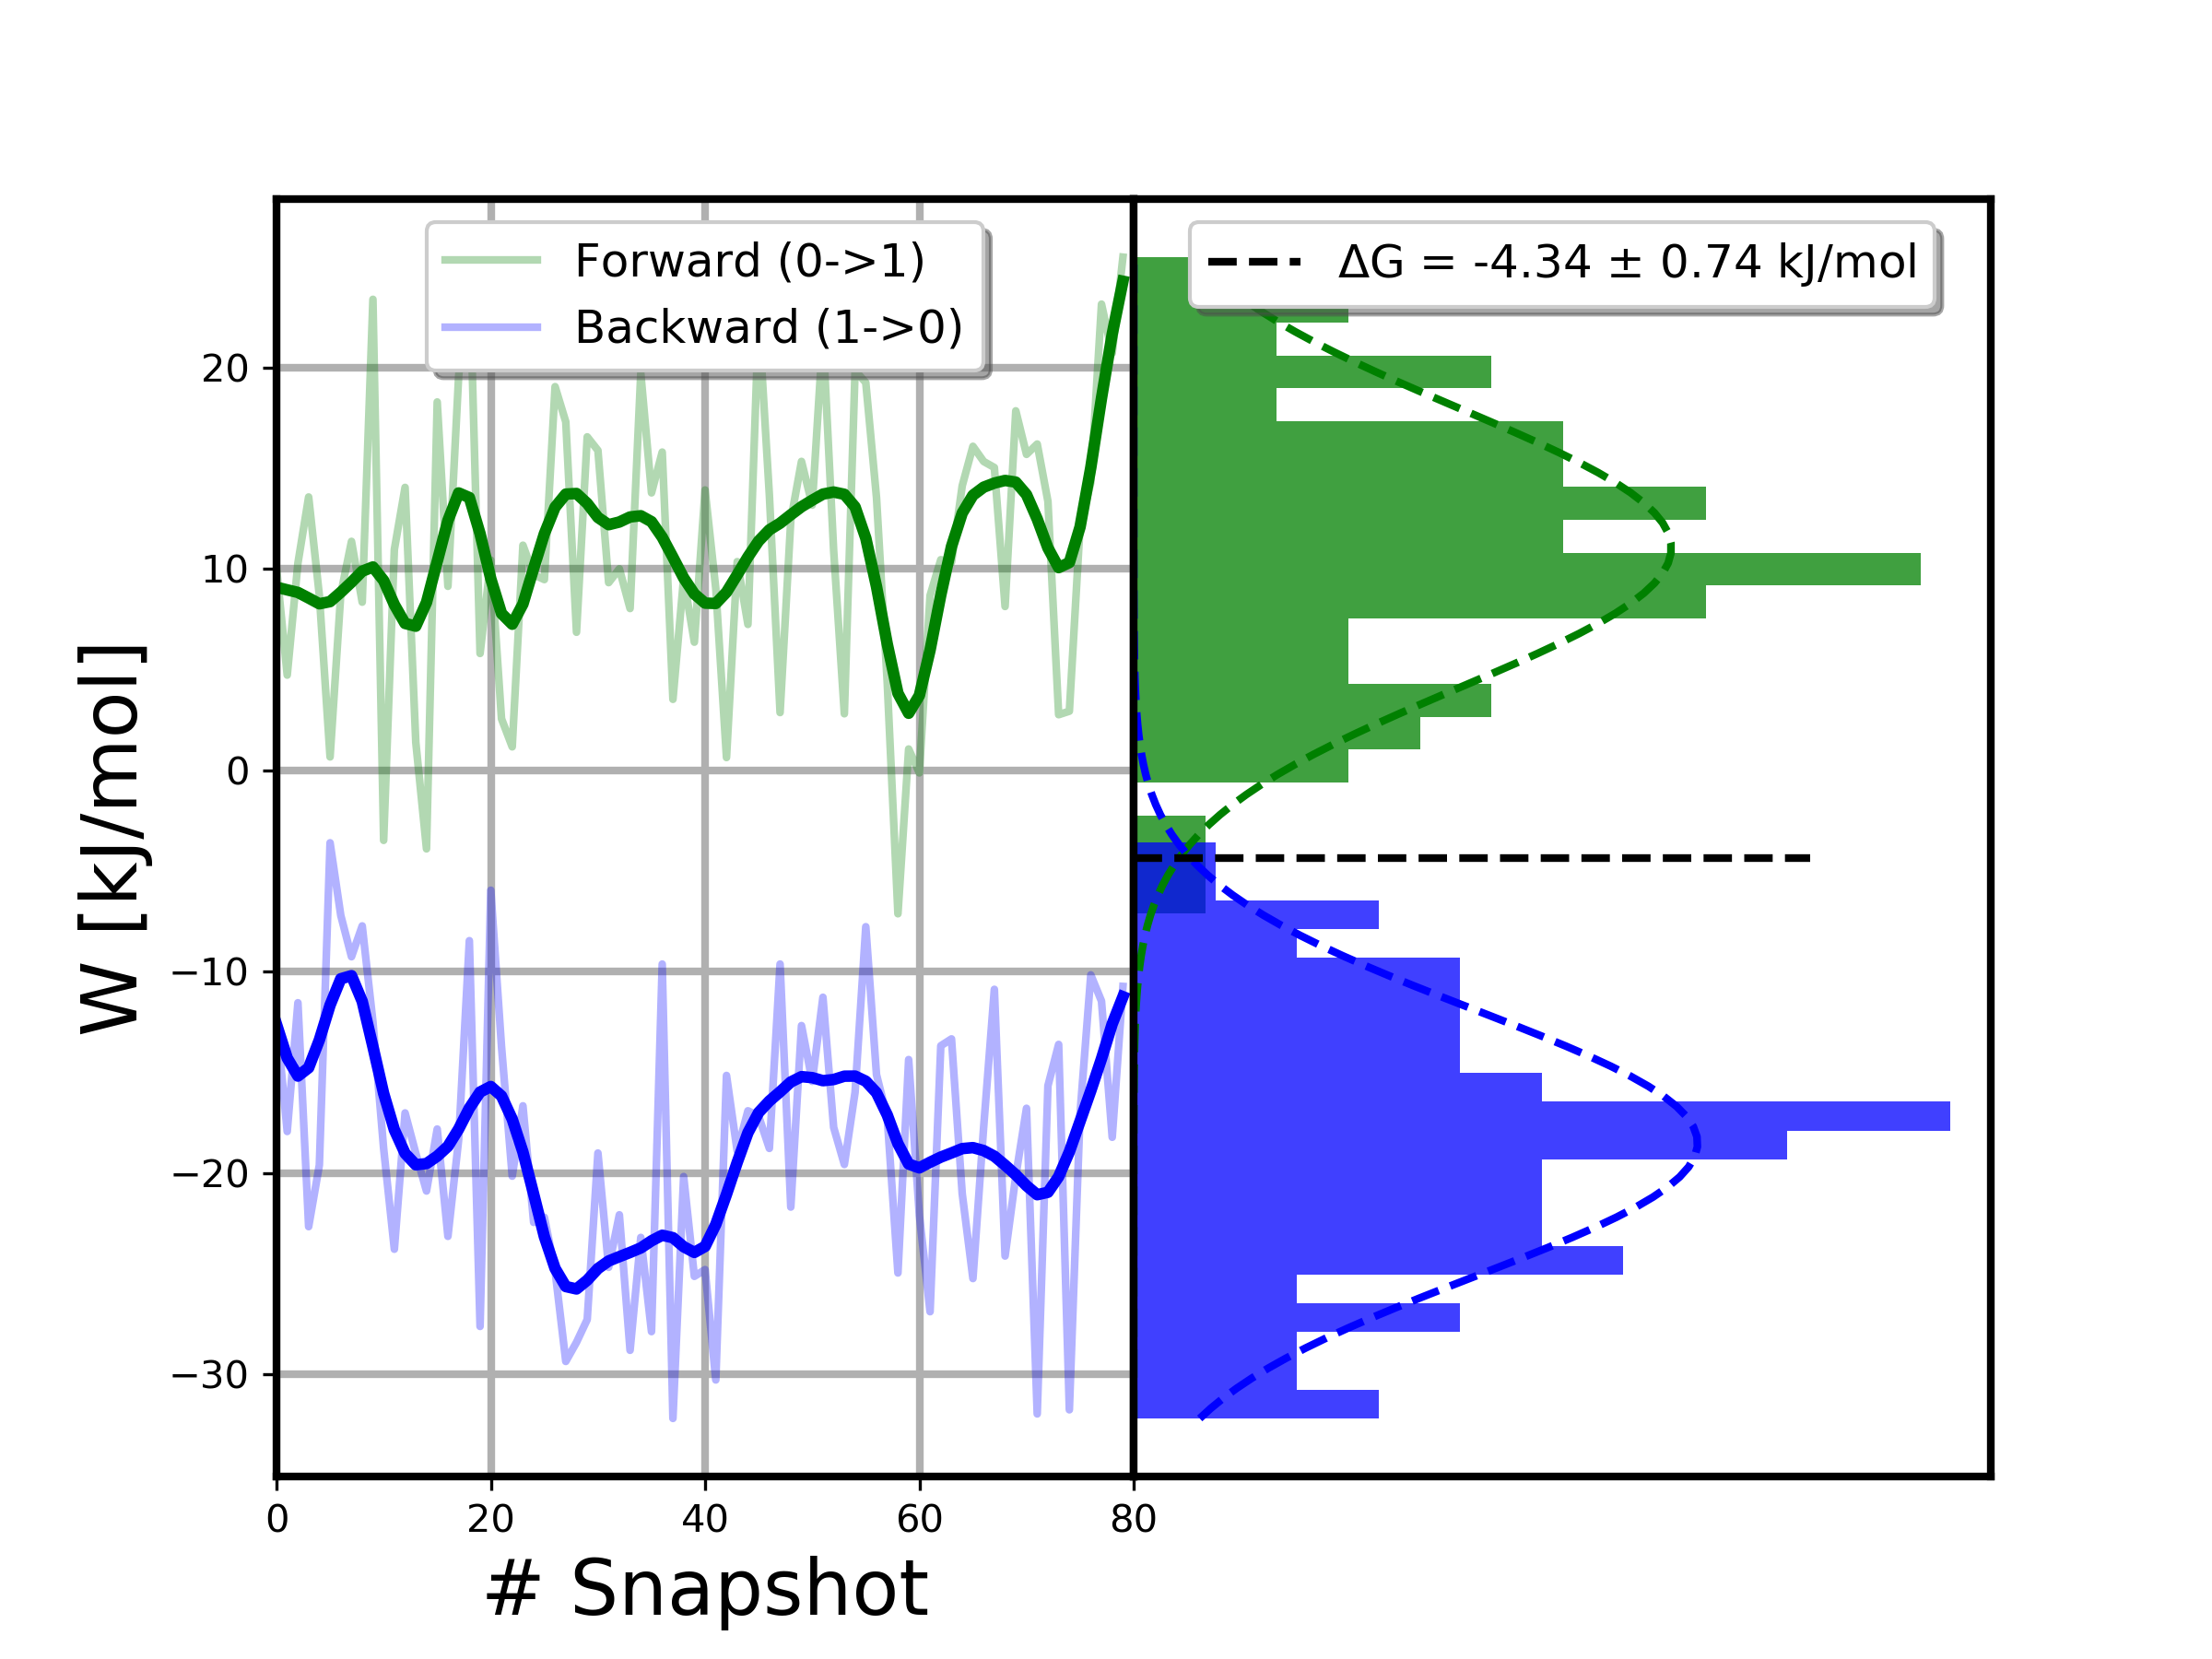 Forward (0->1)
Backward (1->0)
ΔG = -4.34 ± 0.74 kJ/mol
W [kJ/mol]
20
10
0
−10
−20
−30
0 20 40 60 80
# Snapshot